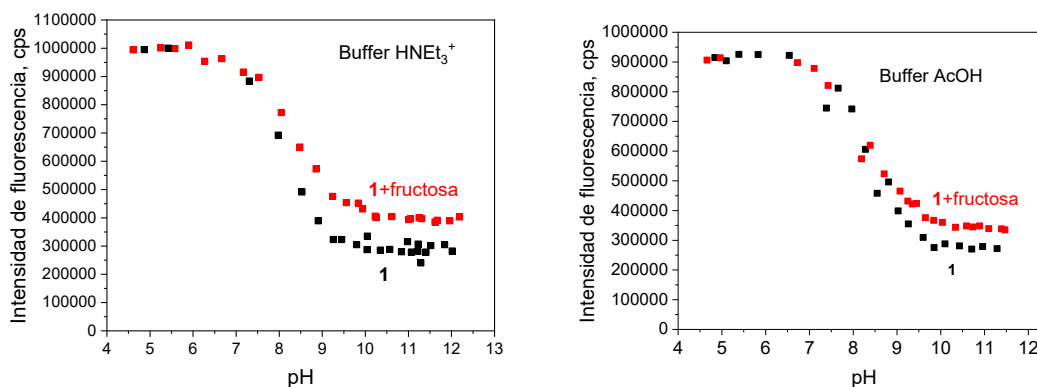 Intensidad de fluorescencia, cps
1100000
1000000
900000
800000
700000
600000
500000
400000
300000
200000
100000
0
Buffer HNEt3+
1+fructosa
1
4 5 6 7 8 9 10 11 12 13
pH
Intensidad de fluorescencia, cps
1000000
900000
800000
700000
600000
500000
400000
300000
200000
100000
0
Buffer AcOH
1+fructosa
1
4 5 6 7 8 9 10 11 12
pH